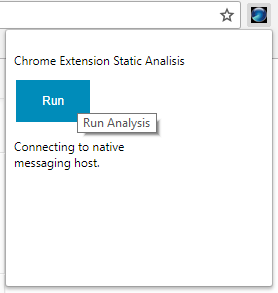 Chrome Extension Static Analisis
Run
Run Analysis
Connecting to native
messaging host.